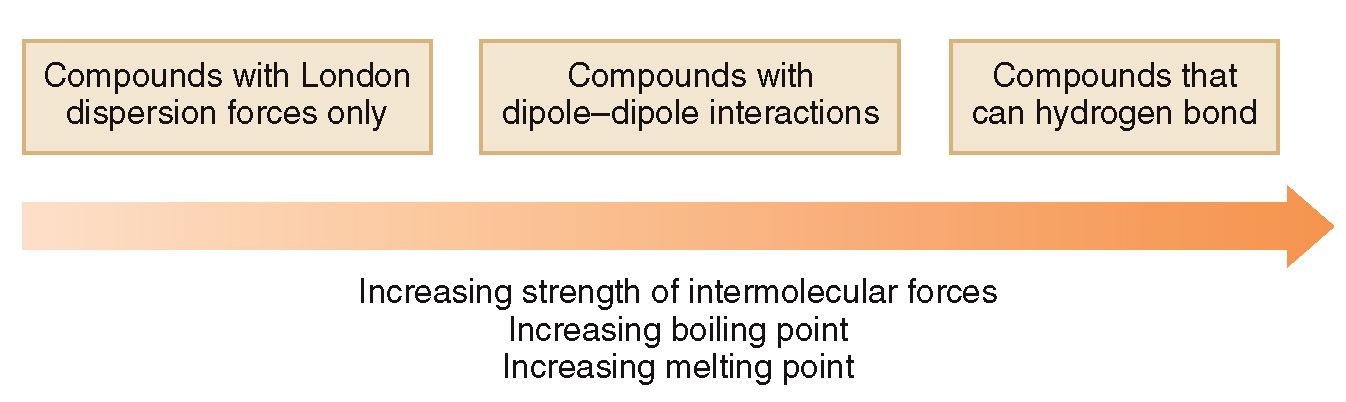 Compounds with London
dispersion forces only
Compounds with
dipole–dipole interactions
Compounds that
can hydrogen bond
Increasing strength of intermolecular forces
Increasing boiling point
Increasing melting point